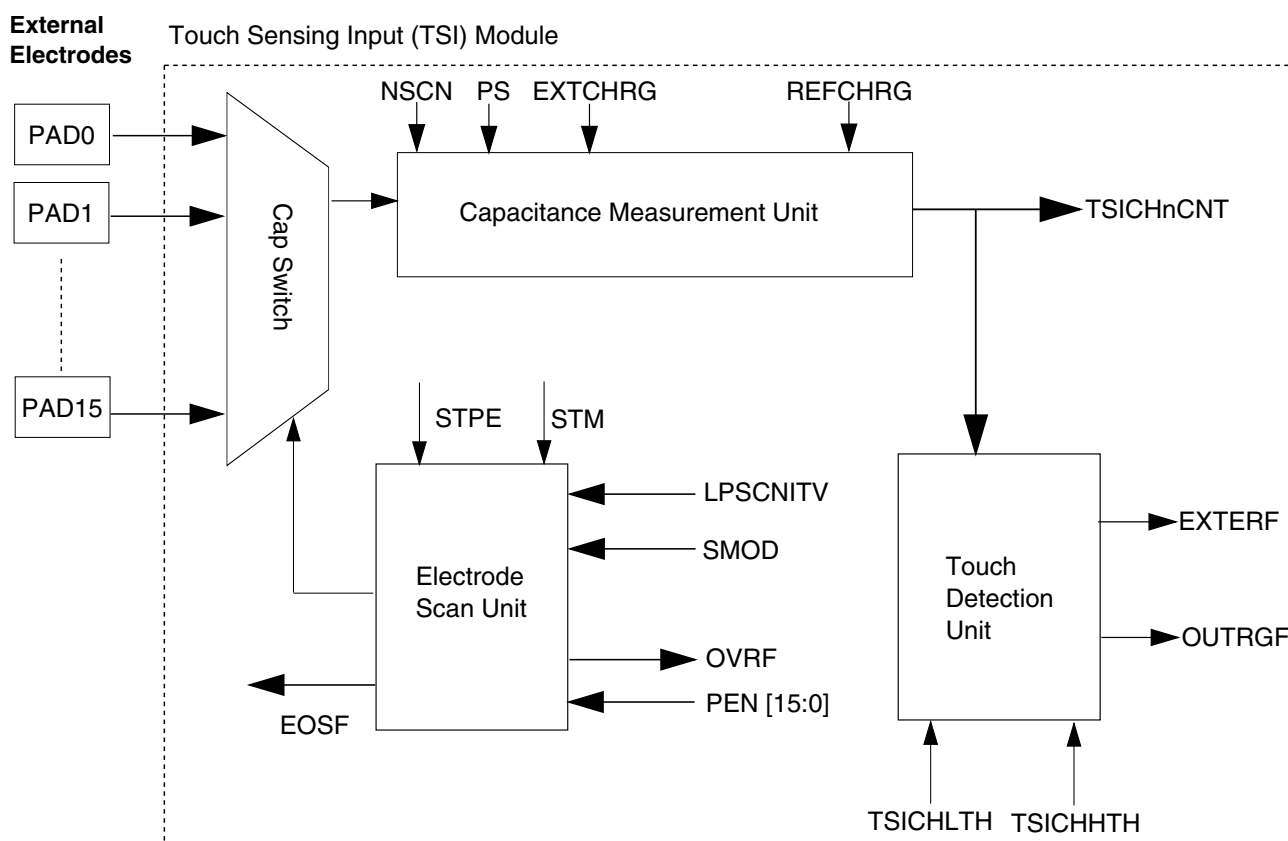 External
Electrodes
Touch Sensing Input (TSI) Module
NSCN PS EXTCHRG REFCHRG
PAD0
PAD1
PAD15
Cap Switch
Capacitance Measurement Unit
TSICHnCNT
STPE STM
LPSCNITV
SMOD
Electrode
Scan Unit
OVRF
PEN [15:0]
EOSF
Touch
Detection
Unit
EXTERF
OUTRGF
TSICHLTH TSICHHTH